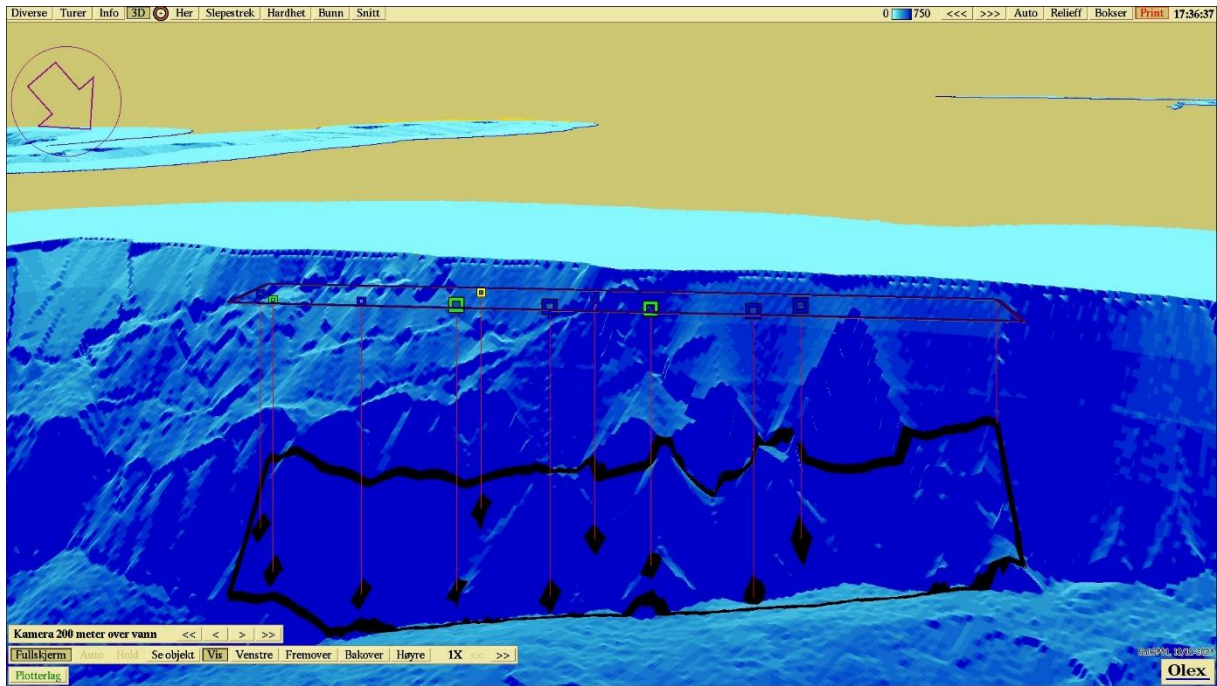 Diverse Turer Info 3D Her Slepestrek Hardhet Bunn Snitt 0 750 <<< >>> Auto Relieff Bokser Print 17:36:37
Kamera 200 meter over vann << < > >>
Fullskjerm Auto Hold Se objekt Vis Venstre Fremover Bakover Høyre 1X << >>
Plotterlag
Olex